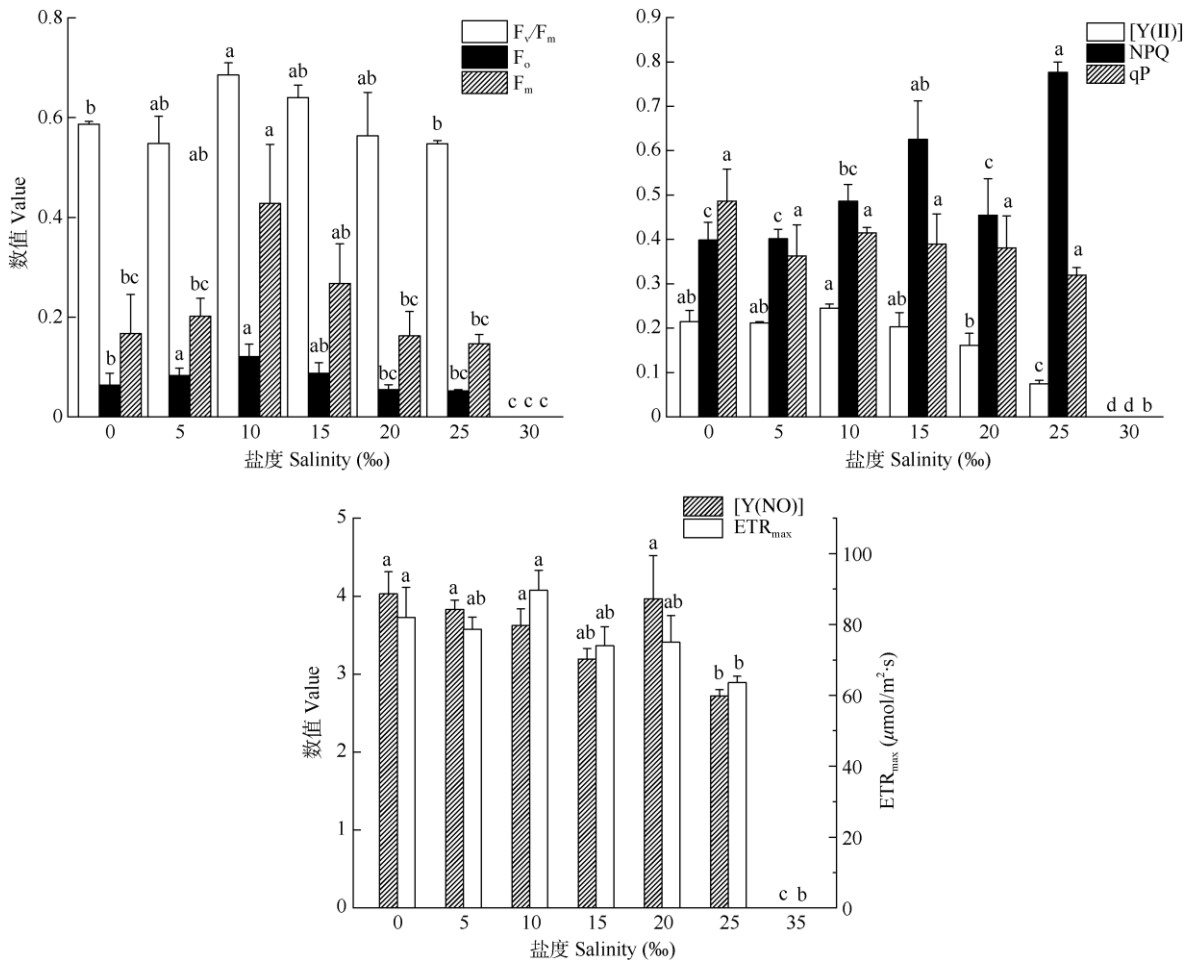 0.8
0.6
0.4
0.2
0
数值 Value
Fv/Fm
Fo
Fm
b ab a ab ab b
ab a ab
bc bc bc bc
b a a ab bc bc
c c c
0 5 10 15 20 25 30
盐度 Salinity (‰)
0.9
0.8
0.7
0.6
0.5
0.4
0.3
0.2
0.1
0
[Y(II)]
NPQ
qP
ab c a
ab c a
a bc a
ab ab a
b c a
c a a
d d b
0 5 10 15 20 25 30
盐度 Salinity (‰)
5
4
3
2
1
0
数值 Value
[Y(NO)]
ETRmax
a a
a ab
a a
ab ab
a ab
b b
c b
0 5 10 15 20 25 35
盐度 Salinity (‰)
100
80
60
40
20
0
ETRmax (μmol/m²·s)